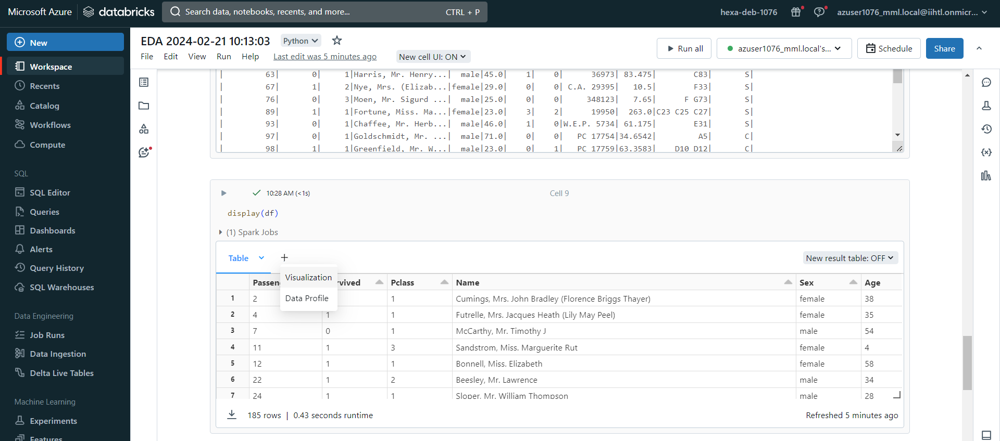 Microsoft Azure databricks Search data, notebooks, recents, and more... CTRL + P hexa-deb-1076 azuser1076_mml.local@iihtl.onmicr...
New
Workspace
Recents
Catalog
Workflows
Compute
SQL
SQL Editor
Queries
Dashboards
Alerts
Query History
SQL Warehouses
Data Engineering
Job Runs
Data Ingestion
Delta Live Tables
Machine Learning
Experiments
Features
EDA 2024-02-21 10:13:03 Python
File Edit View Run Help Last edit was 5 minutes ago New cell UI: ON
Run all azuser1076_mml.local's... Schedule Share
| 63| 0| 1|Harris, Mr. Henry...| male|45.0| 1| 0| 36973| 83.475| C83| S|
| 67| 1| 2|Nye, Mrs. (Elizab...|female|29.0| 0| 0| C.A. 29395| 10.5| F33| S|
| 76| 0| 3|Moen, Mr. Sigurd ...| male|25.0| 0| 0| 348123| 7.65| F G73| S|
| 89| 1| 1|Fortune, Miss. Ma...|female|23.0| 3| 2| 19950| 263.0|C23 C25 C27| S|
| 93| 0| 1|Chaffee, Mr. Herb...| male|46.0| 1| 0|W.E.P. 5734| 61.175| E31| S|
| 97| 0| 1|Goldschmidt, Mr. ...| male|71.0| 0| 0| PC 17754|34.6542| A5| C|
| 98| 1| 1|Greenfield, Mr. W...| male|23.0| 0| 1| PC 17759|63.3583| D10 D12| C|
10:28 AM (<1s) Cell 9
display(df)
(1) Spark Jobs
Table + New result table: OFF
Visualization
Data Profile
Passen rvived Pclass Name Sex Age
1 2 1 Cumings, Mrs. John Bradley (Florence Briggs Thayer) female 38
2 4 1 1 Futrelle, Mrs. Jacques Heath (Lily May Peel) female 35
3 7 0 1 McCarthy, Mr. Timothy J male 54
4 11 1 3 Sandstrom, Miss. Marguerite Rut female 4
5 12 1 1 Bonnell, Miss. Elizabeth female 58
6 22 1 2 Beesley, Mr. Lawrence male 34
7 24 1 1 Sloper, Mr. William Thompson male 28
185 rows | 0.43 seconds runtime Refreshed 5 minutes ago